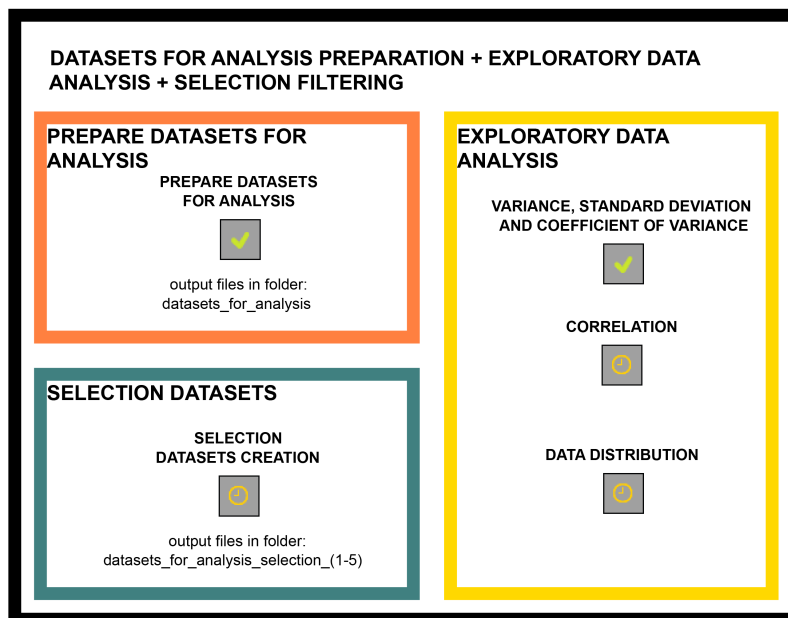 DATASETS FOR ANALYSIS PREPARATION + EXPLORATORY DATA
ANALYSIS + SELECTION FILTERING
PREPARE DATASETS FOR
ANALYSIS
PREPARE DATASETS
FOR ANALYSIS
output files in folder:
datasets_for_analysis
SELECTION DATASETS
SELECTION
DATASETS CREATION
output files in folder:
datasets_for_analysis_selection_(1-5)
EXPLORATORY DATA
ANALYSIS
VARIANCE, STANDARD DEVIATION
AND COEFFICIENT OF VARIANCE
CORRELATION
DATA DISTRIBUTION